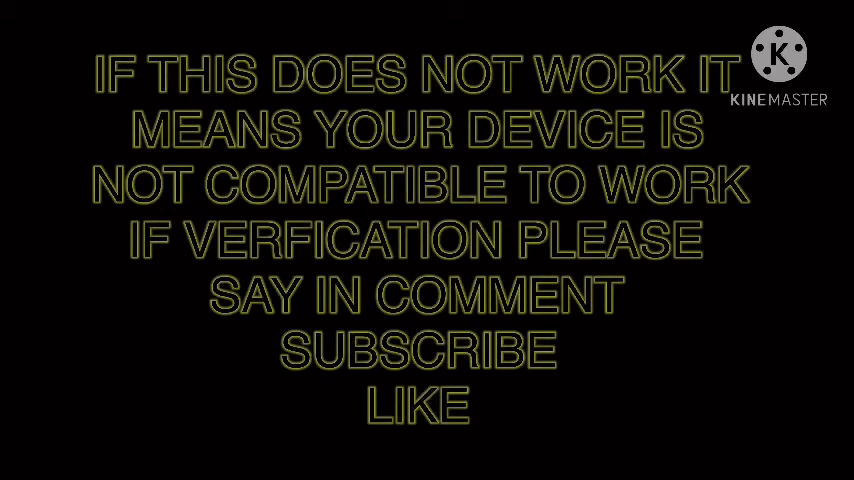 IF THIS DOES NOT WORK IT
MEANS YOUR DEVICE IS
NOT COMPATIBLE TO WORK
IF VERFICATION PLEASE
SAY IN COMMENT
SUBSCRIBE
LIKE
K
KINEMASTER